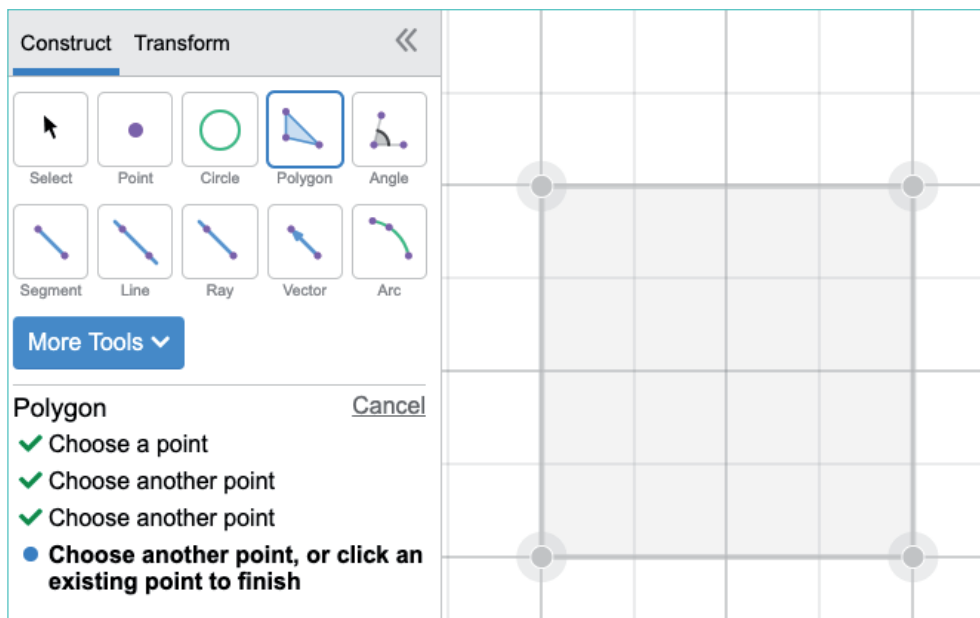 Construct Transform
Select Point Circle Polygon Angle
Segment Line Ray Vector Arc
More Tools
Polygon Cancel
Choose a point
Choose another point
Choose another point
Choose another point, or click an
existing point to finish